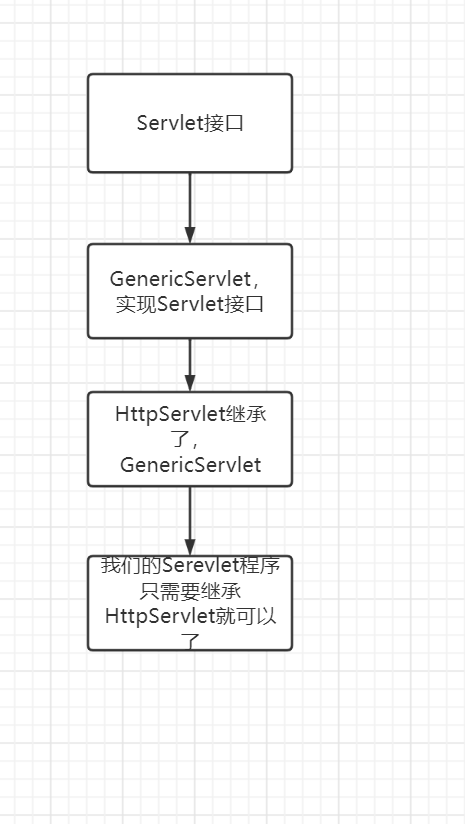 Servlet接口
GenericServlet，
实现Servlet接口
HttpServlet继承
了，
GenericServlet
我们的Serevlet程序
只需要继承
HttpServlet就可以
了